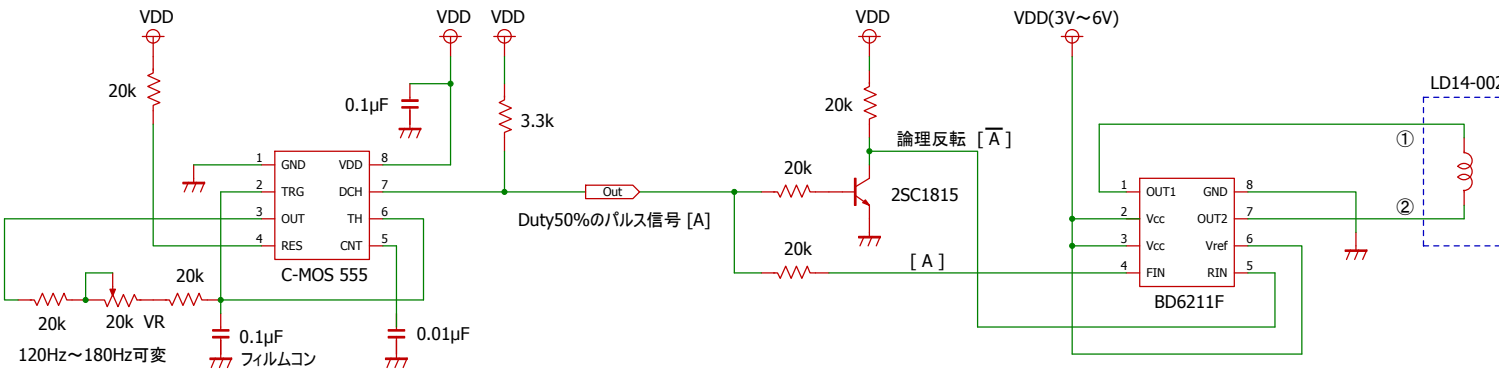 VDD
20k
0.1μF
VDD
VDD
3.3k
1 GND VDD 8
2 TRG DCH 7
3 OUT TH 6
4 RES CNT 5
C-MOS 555
20k
20k VR
20k
120Hz～180Hz可変
0.1μF
フィルムコン
0.01μF
Out
Duty50%のパルス信号 [A]
VDD
20k
論理反転 [A̅]
20k
2SC1815
20k
[ A ]
VDD(3V～6V)
1 OUT1 GND 8
2 Vcc OUT2 7
3 Vcc Vref 6
4 FIN RIN 5
BD6211F
LD14-002
①
②